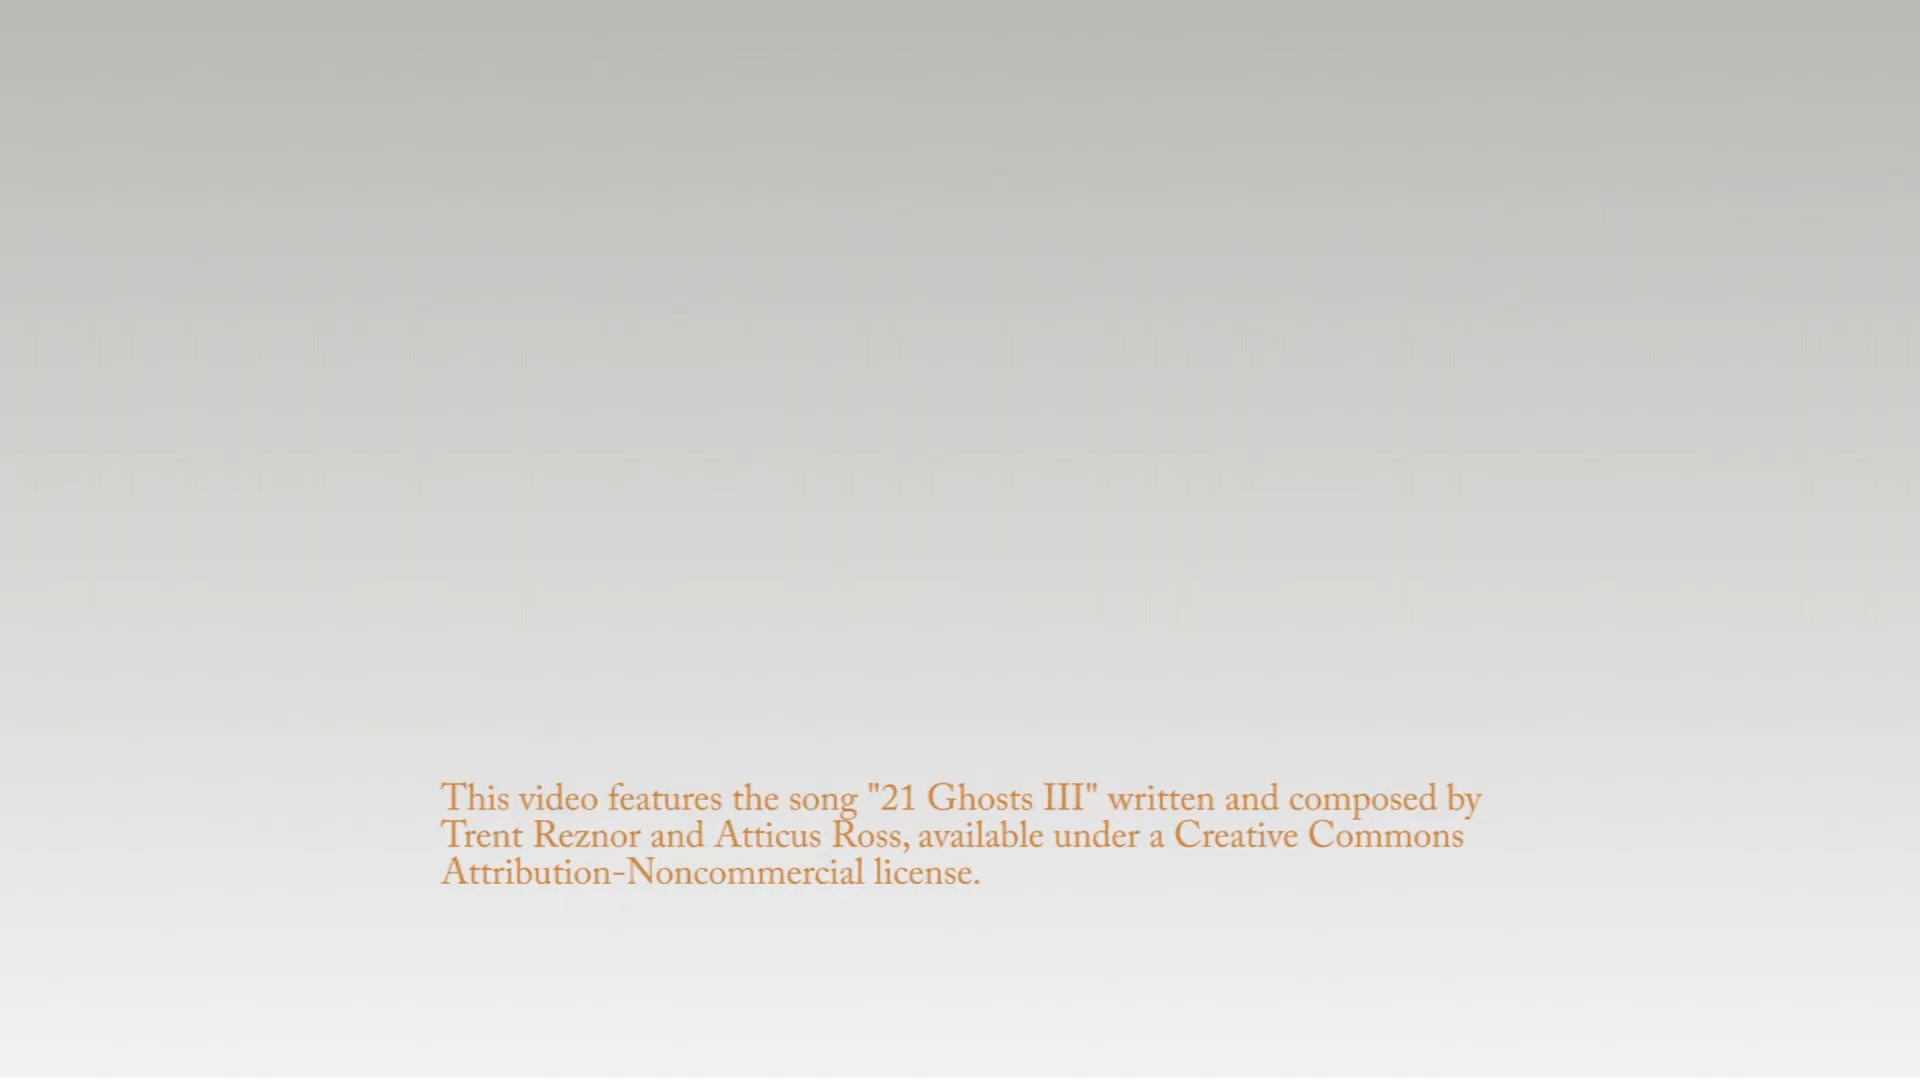 This video features the song "21 Ghosts III" written and composed by
Trent Reznor and Atticus Ross, available under a Creative Commons
Attribution-Noncommercial license.